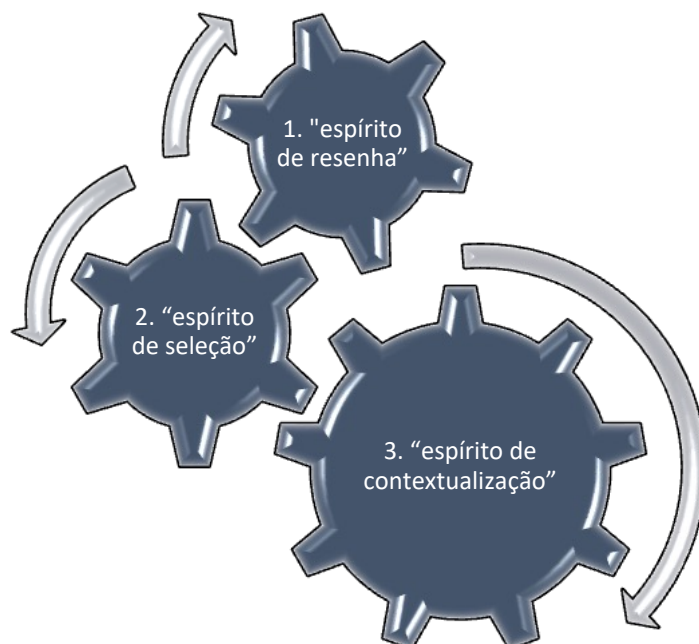 1. "espírito
de resenha”
2. “espírito
de seleção”
3. “espírito de
contextualização”